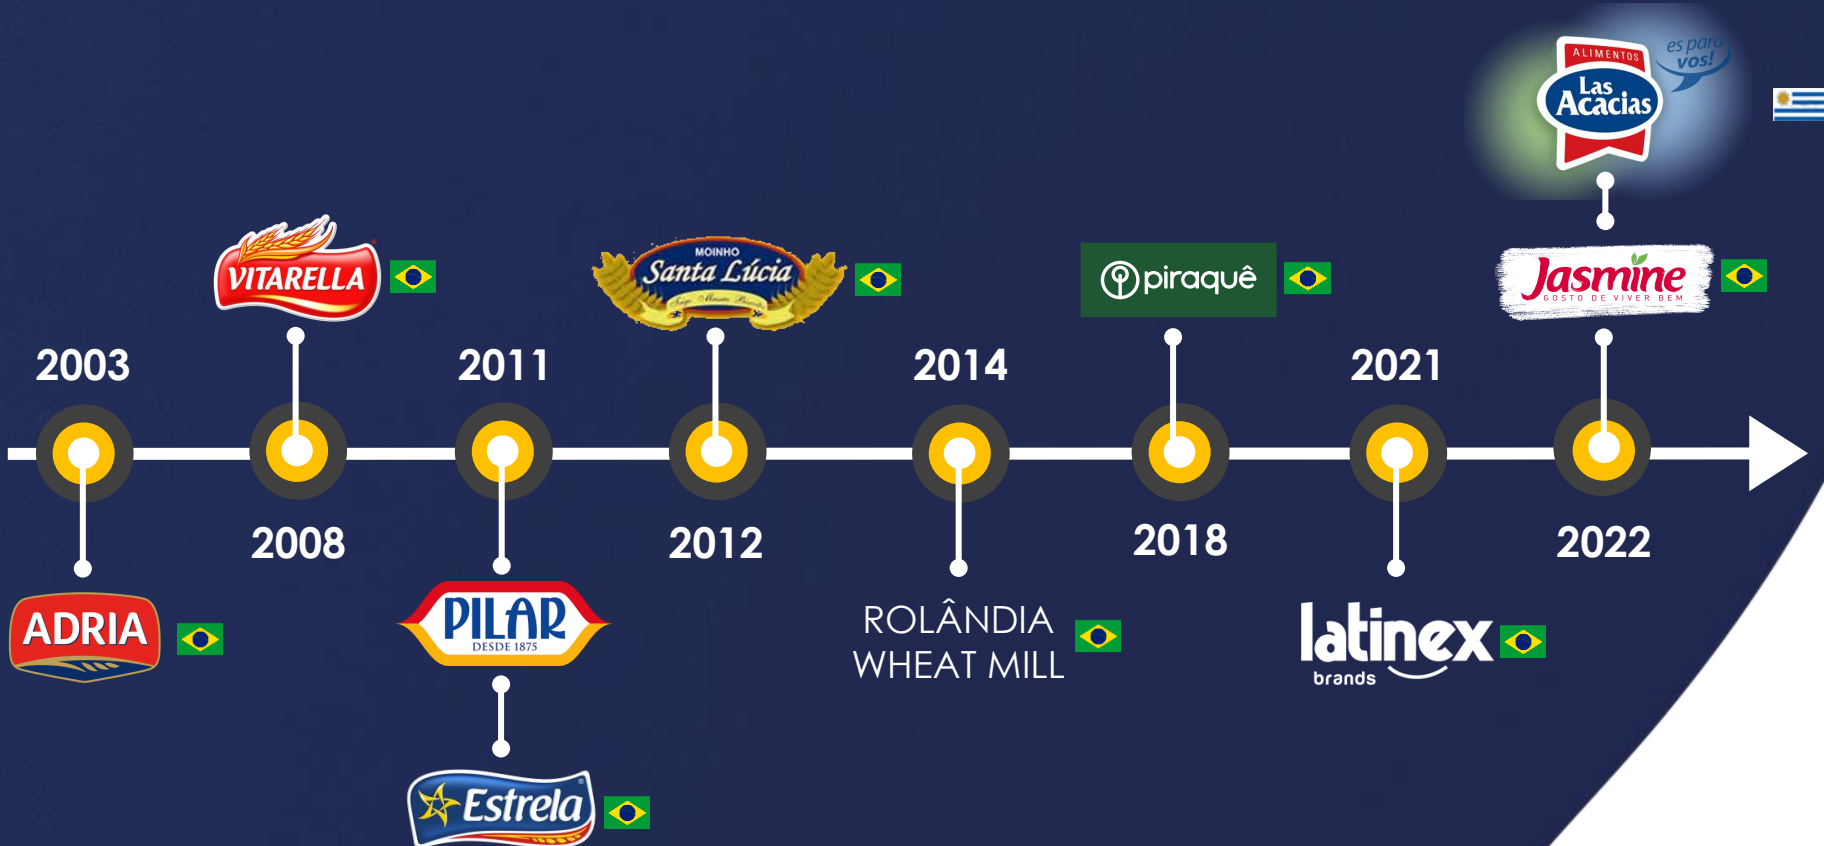 ALIMENTOS
Las
Acacias
es para
vos!
VITARELLA
MOINHO
Santa Lúcia
piraquê
Jasmine
GOSTO DE VIVER BEM
2003
2011
2014
2021
2008
2012
2018
2022
ADRIA
PILAR
DESDE 1875
ROLÂNDIA
WHEAT MILL
latinex
brands
Estrela